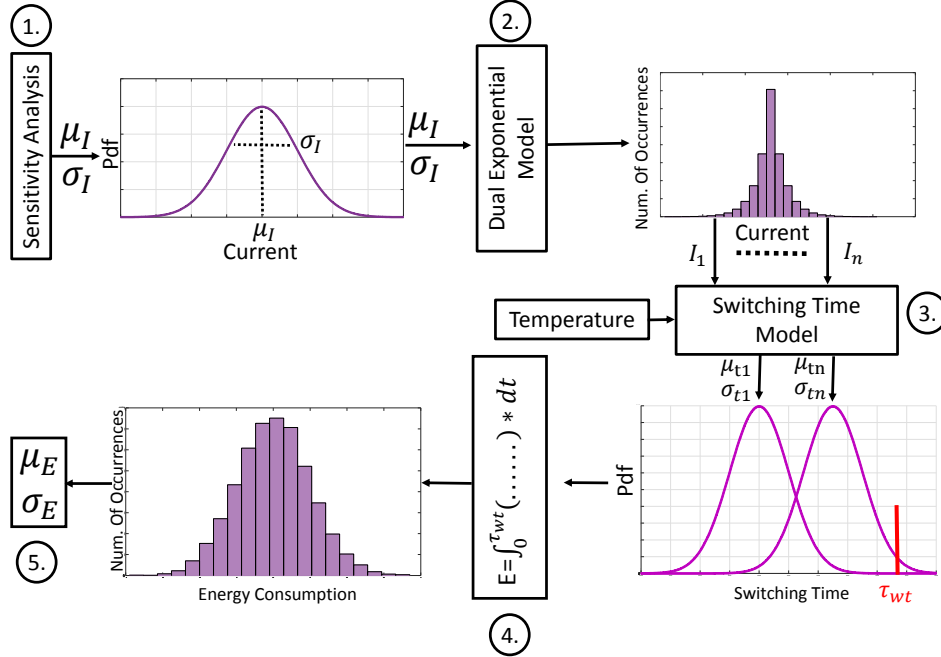 1.
Sensitivity Analysis
μ_I
σ_I
Pdf
σ_I
μ_I
Current
μ_I
σ_I
2.
Dual Exponential
Model
Num. Of Occurrences
Current
I_1
I_n
Temperature
Switching Time
Model
3.
μ_t1
σ_t1
μ_tn
σ_tn
Pdf
Switching Time
τ_wt
E=∫_0^τ_wt(......) * dt
4.
Num. Of Occurrences
Energy Consumption
μ_E
σ_E
5.